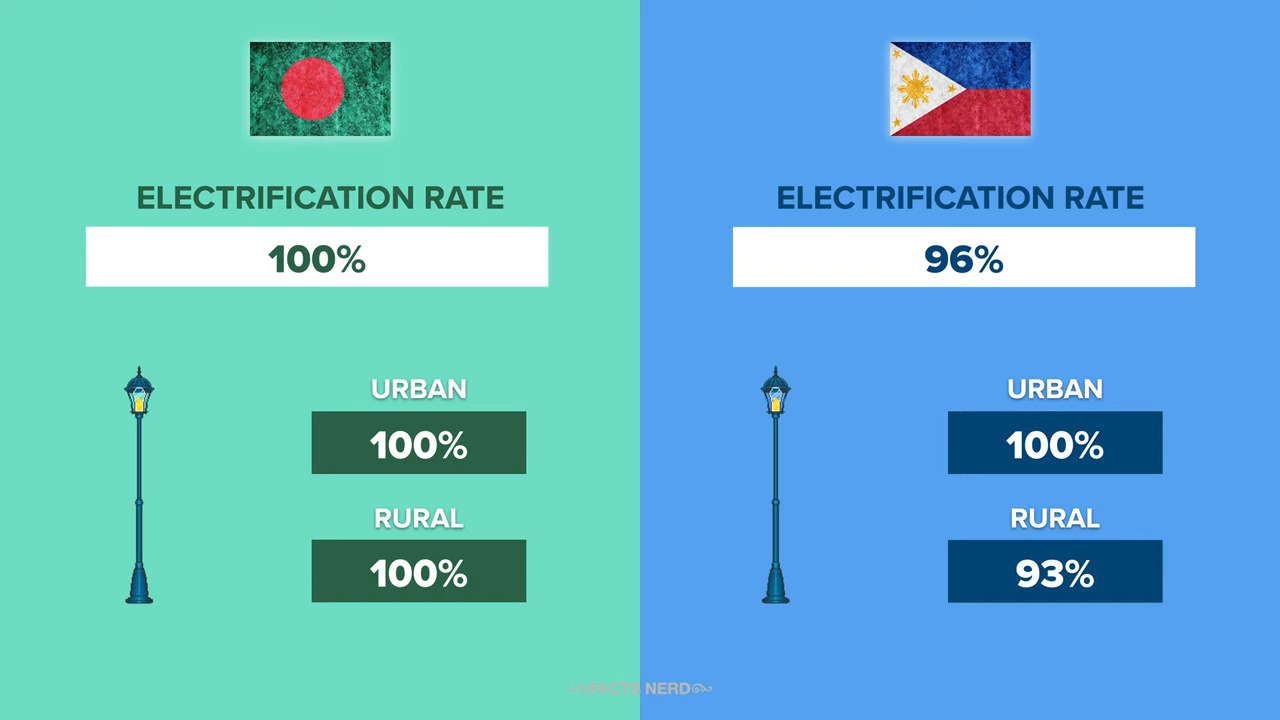 ELECTRIFICATION RATE
100%
URBAN
100%
RURAL
100%
ELECTRIFICATION RATE
96%
URBAN
100%
RURAL
93%
FACTS NERD